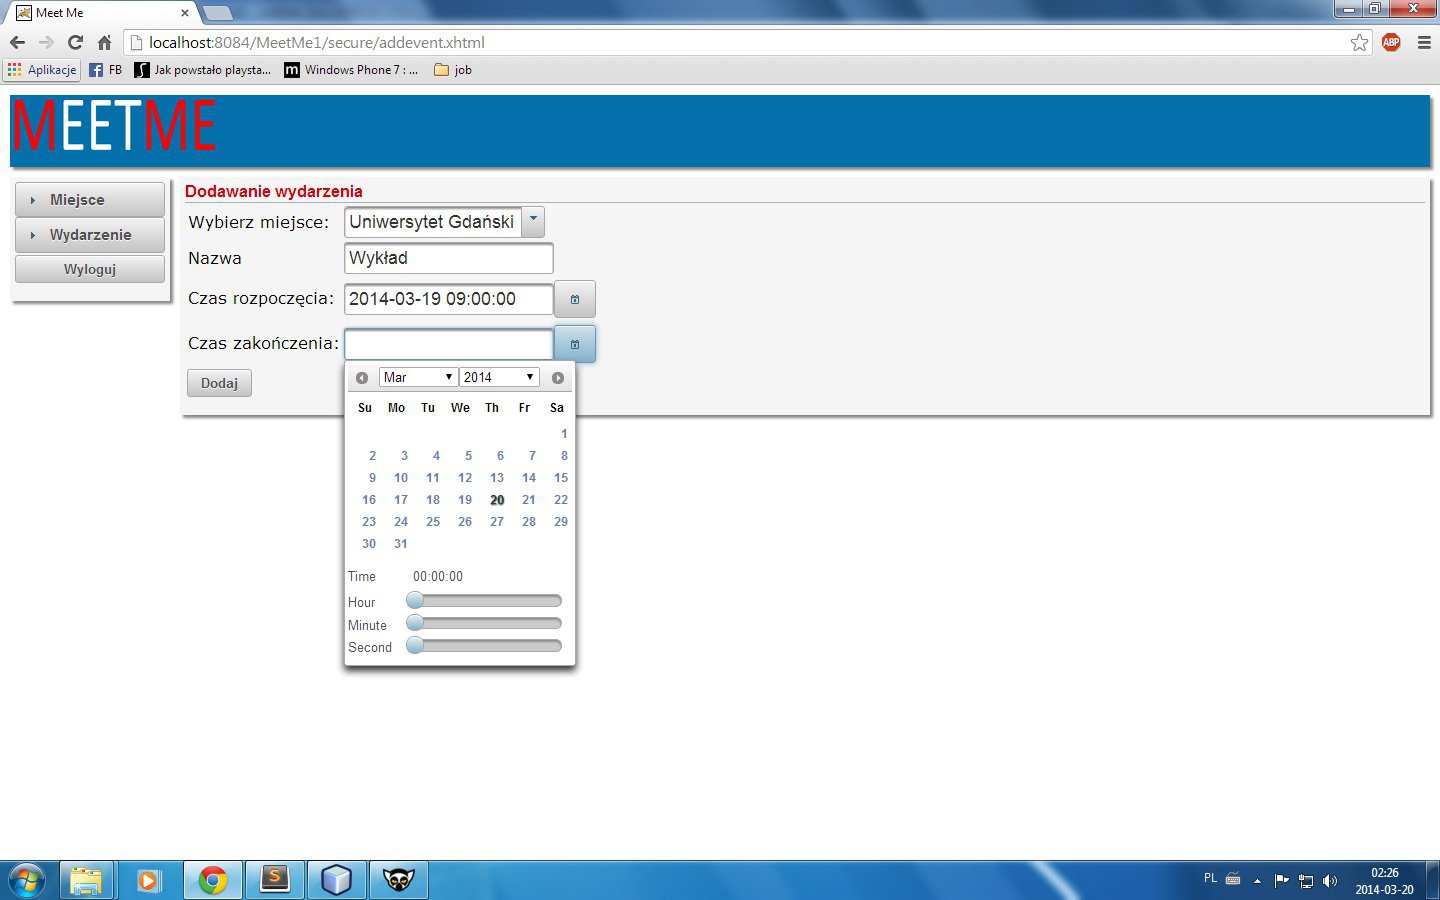 Meet Me
localhost:8084/MeetMe1/secure/addevent.xhtml
ABP
Aplikacje FB Jak powstało playsta... Windows Phone 7 : ... job
MEETME
Miejsce
Wydarzenie
Wyloguj
Dodawanie wydarzenia
Wybierz miejsce: Uniwersytet Gdański
Nazwa Wykład
Czas rozpoczęcia: 2014-03-19 09:00:00
Czas zakończenia:
Dodaj
Mar 2014
Su Mo Tu We Th Fr Sa
1
2 3 4 5 6 7 8
9 10 11 12 13 14 15
16 17 18 19 20 21 22
23 24 25 26 27 28 29
30 31
Time 00:00:00
Hour
Minute
Second
PL
02:26
2014-03-20